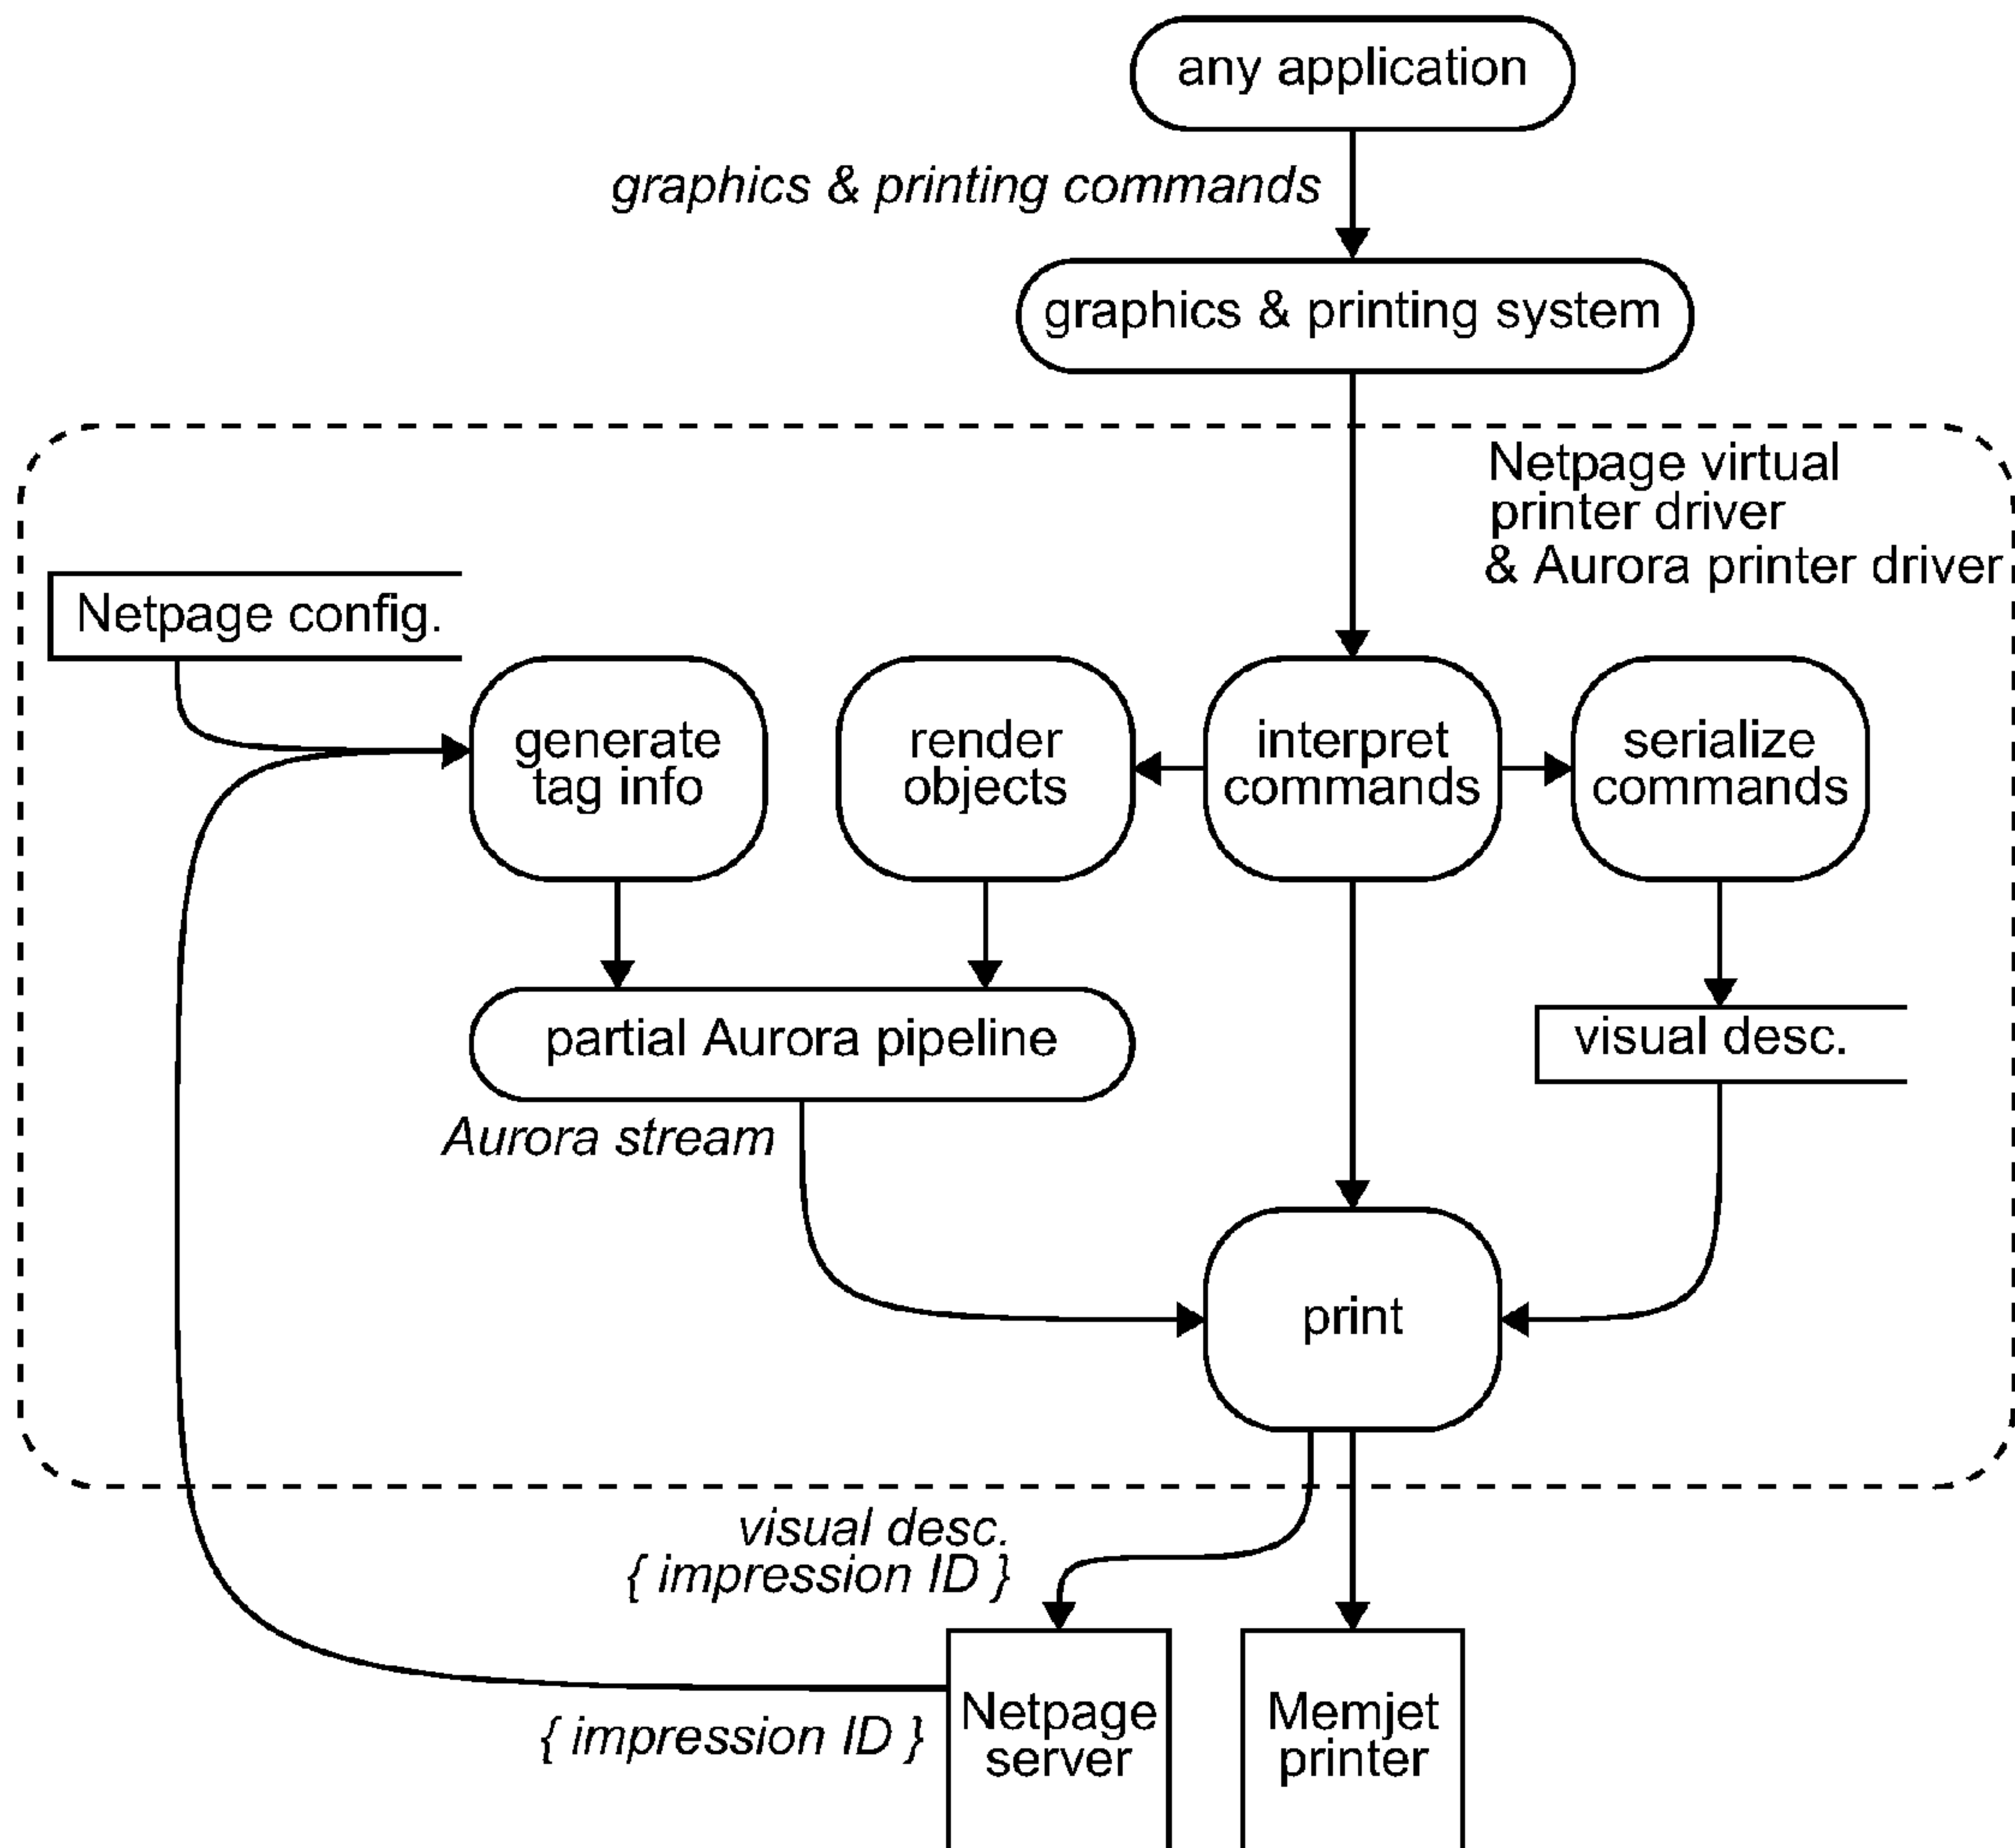 any application
graphics & printing commands
graphics & printing system
Netpage virtual
printer driver
& Aurora printer driver
Netpage config.
generate
tag info
render
objects
interpret
commands
serialize
commands
partial Aurora pipeline
visual desc.
Aurora stream
print
visual desc.
{ impression ID }
{ impression ID }
Netpage
server
Memjet
printer